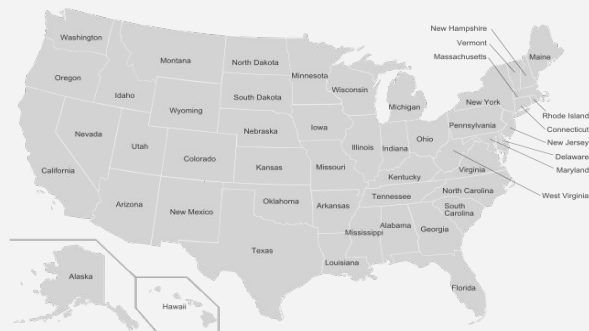 Washington
Oregon
California
Nevada
Idaho
Montana
Wyoming
Utah
Arizona
Colorado
New Mexico
North Dakota
South Dakota
Nebraska
Kansas
Oklahoma
Texas
Minnesota
Iowa
Missouri
Arkansas
Louisiana
Wisconsin
Illinois
Michigan
Indiana
Ohio
Kentucky
Tennessee
Mississippi
Alabama
Georgia
Florida
South
Carolina
North Carolina
Virginia
Pennsylvania
New York
New Hampshire
Vermont
Massachusetts
Maine
Rhode Island
Connecticut
New Jersey
Delaware
Maryland
West Virginia
Alaska
Hawaii